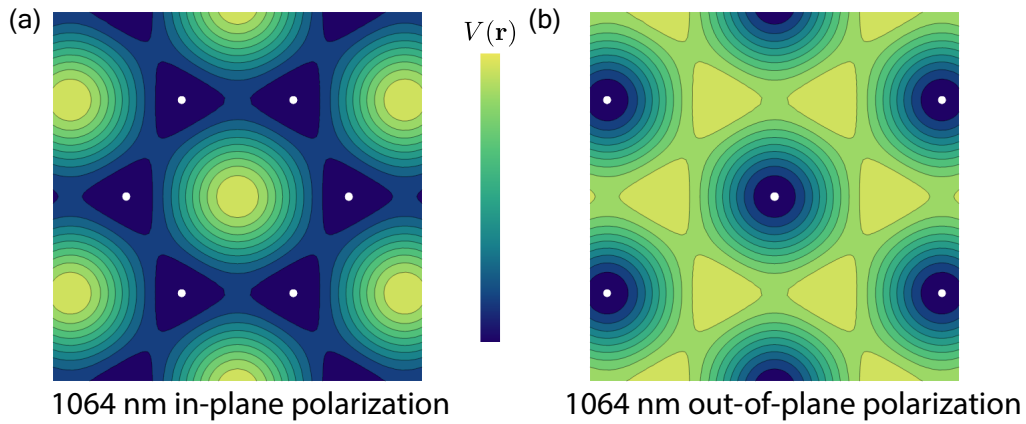 (a)
V(r)
(b)
1064 nm in-plane polarization
1064 nm out-of-plane polarization